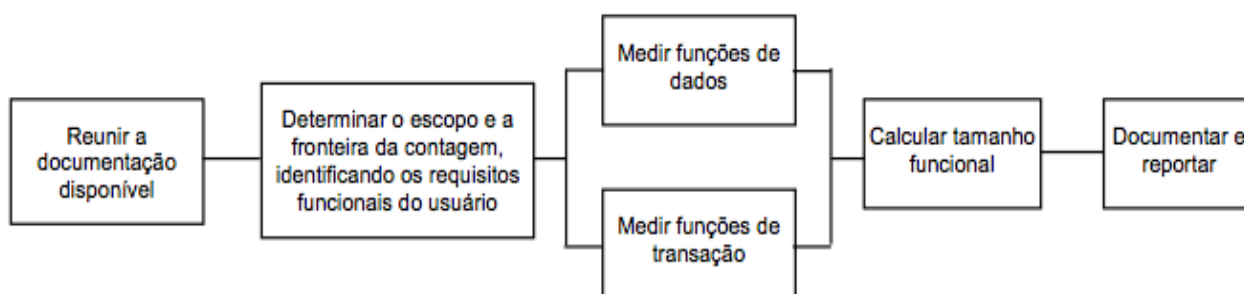 Reunir a
documentação
disponível
Determinar o escopo e a
fronteira da contagem,
identificando os requisitos
funcionais do usuário
Medir funções de
dados
Medir funções de
transação
Calcular tamanho
funcional
Documentar e
reportar